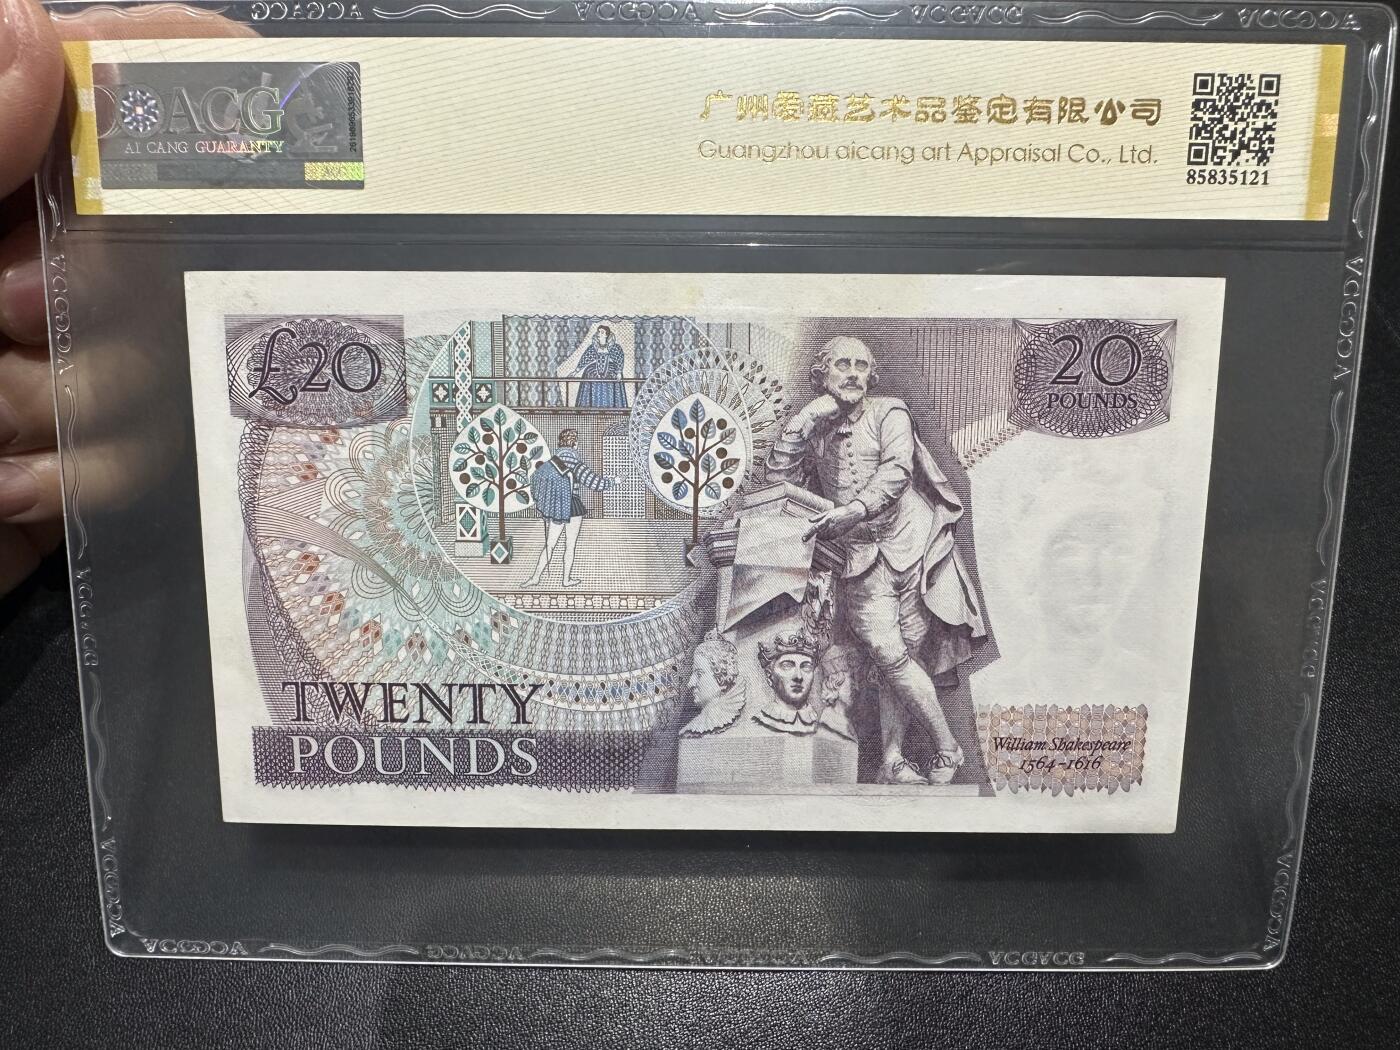 ACG
AI CANG GUARANTY
广州爱藏艺术品鉴定有限公司
Guangzhou aicang art Appraisal Co., Ltd.
85835121
£20
20
POUNDS
TWENTY
POUNDS
William Shakespeare
1564-1616